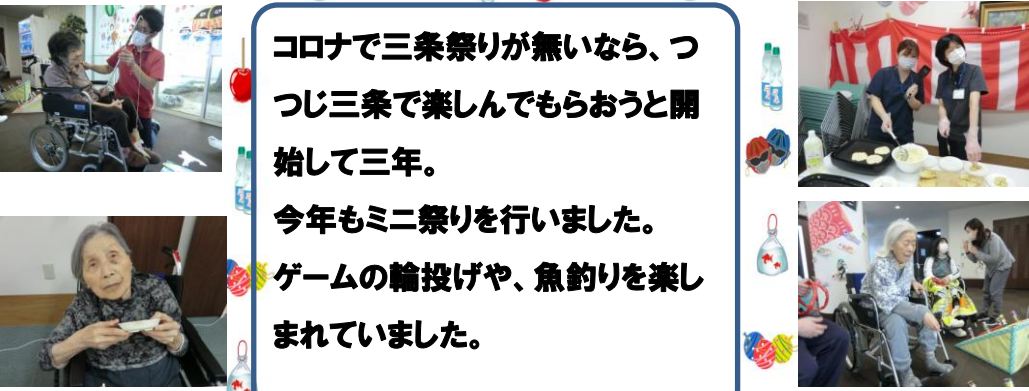 コロナで三条祭りが無いなら、つ
つじ三条で楽しんでもらおうと開
始して三年。
今年もミニ祭りを行いました。
ゲームの輪投げや、魚釣りを楽し
まれていました。